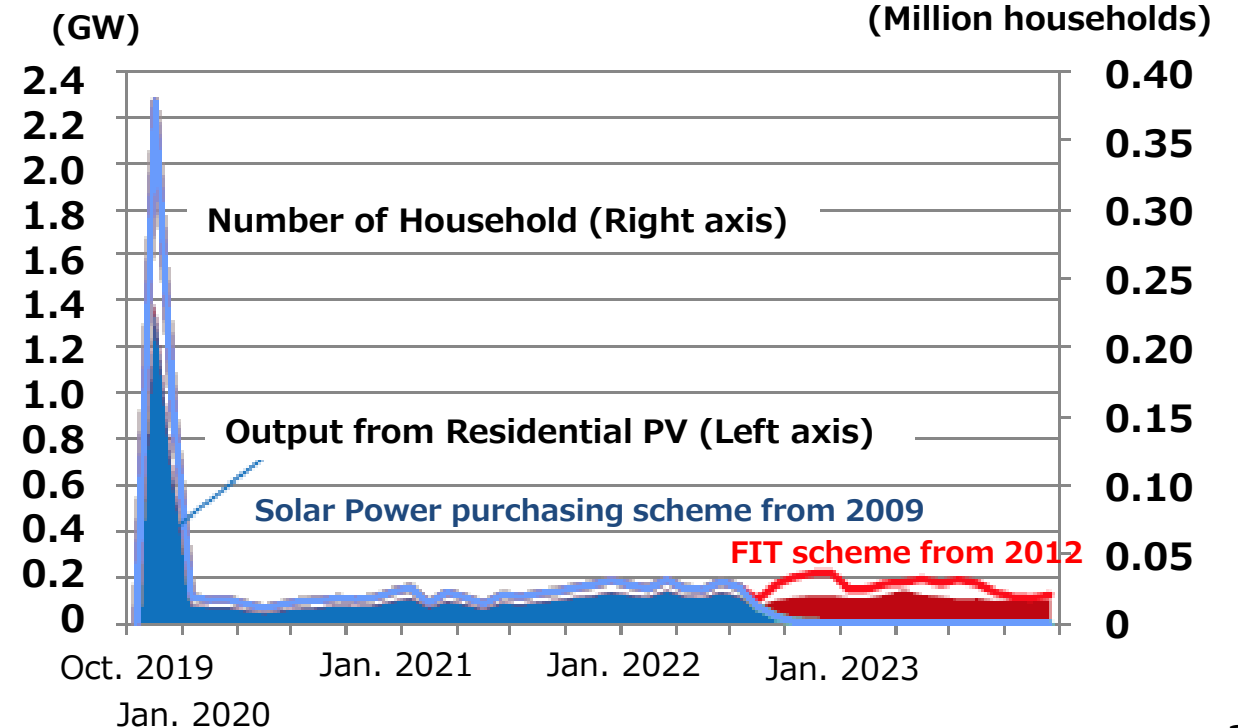 (GW)
(Million households)
2.4
2.2
2.0
1.8
1.6
1.4
1.2
1.0
0.8
0.6
0.4
0.2
0
0.40
0.35
0.30
0.25
0.20
0.15
0.10
0.05
0
Number of Household (Right axis)
Output from Residential PV (Left axis)
Solar Power purchasing scheme from 2009
FIT scheme from 2012
Oct. 2019
Jan. 2020
Jan. 2021
Jan. 2022
Jan. 2023